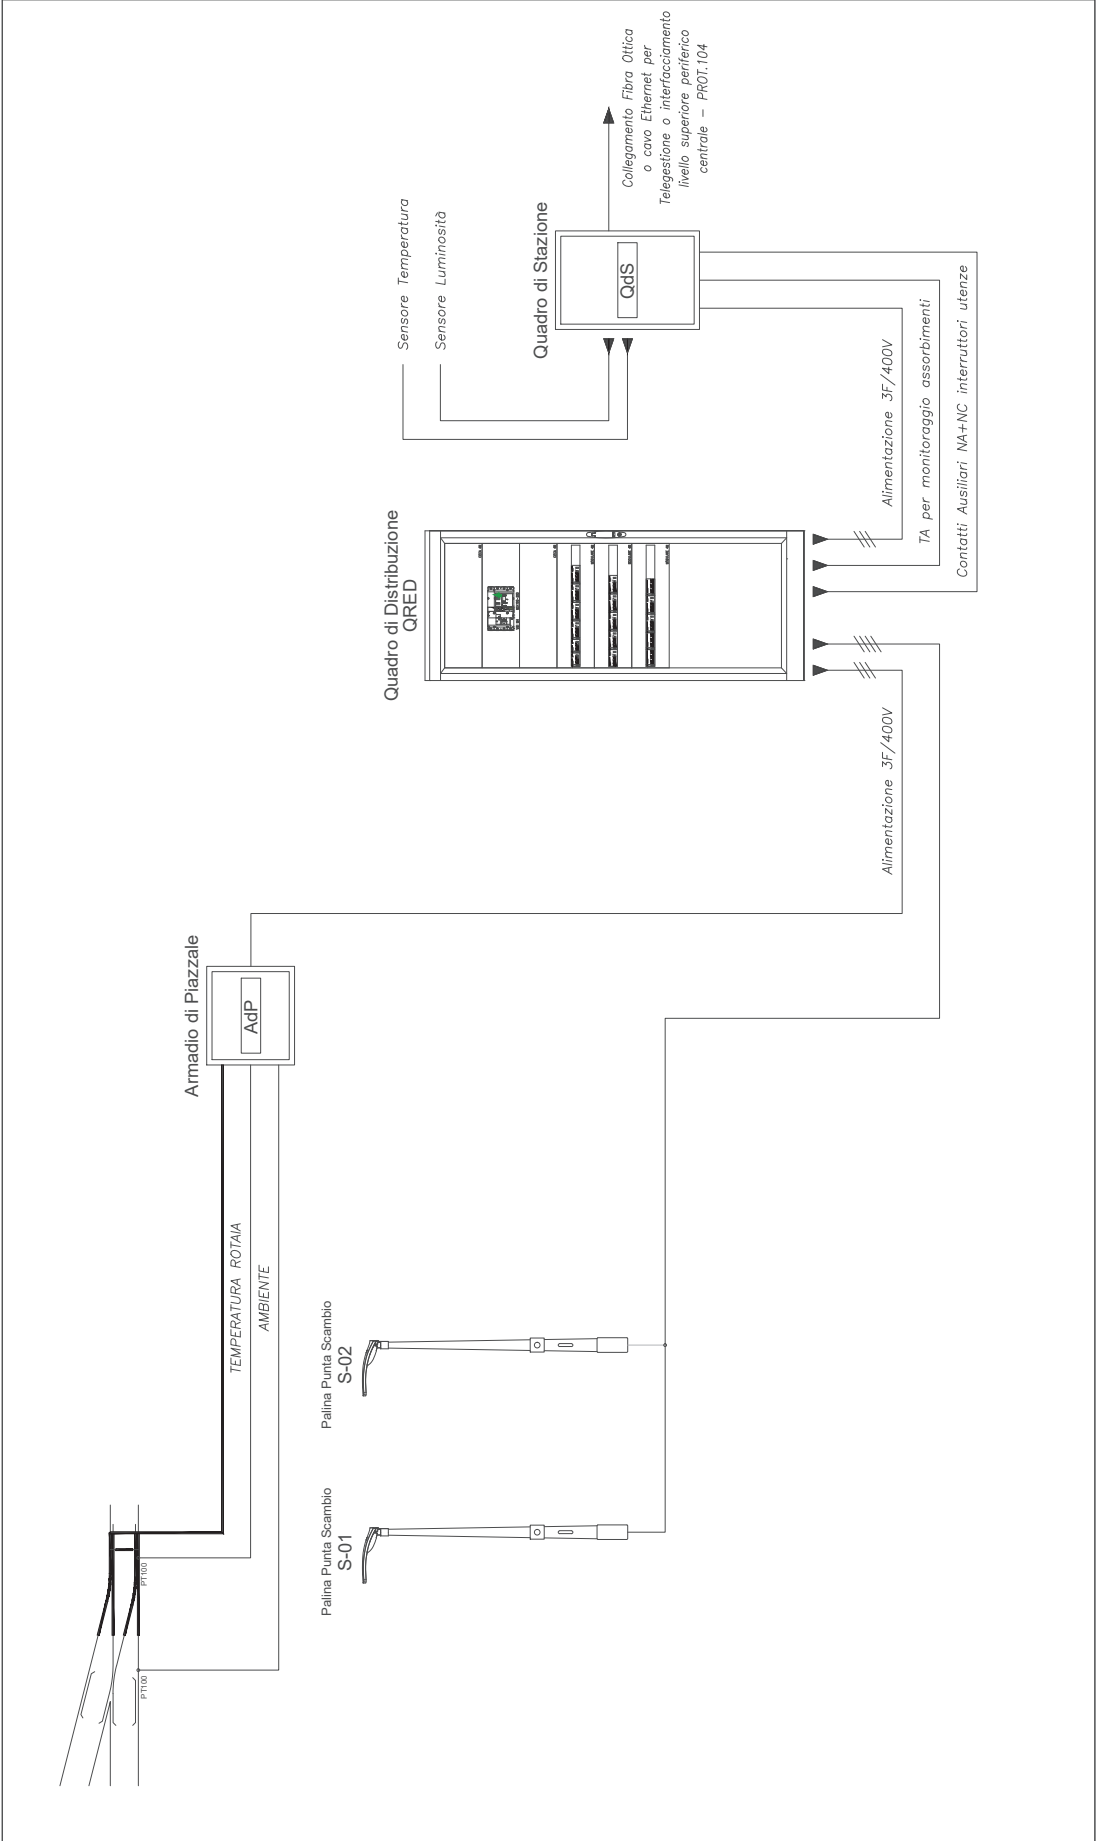 Palina Punta Scambio
S-01
Palina Punta Scambio
S-02
PT100
PT100
TEMPERATURA ROTAIA
AMBIENTE
Armadio di Piazzale
AdP
Quadro di Distribuzione
QRED
Alimentazione 3F/400V
Alimentazione 3F/400V
TA per monitoraggio assorbimenti
Contatti Ausiliari NA+NC interruttori utenze
Sensore Temperatura
Sensore Luminosità
Quadro di Stazione
QdS
Collegamento Fibra Ottica
o cavo Ethernet per
Telegestione o interfacciamento
livello superiore periferico
centrale – PROT.104